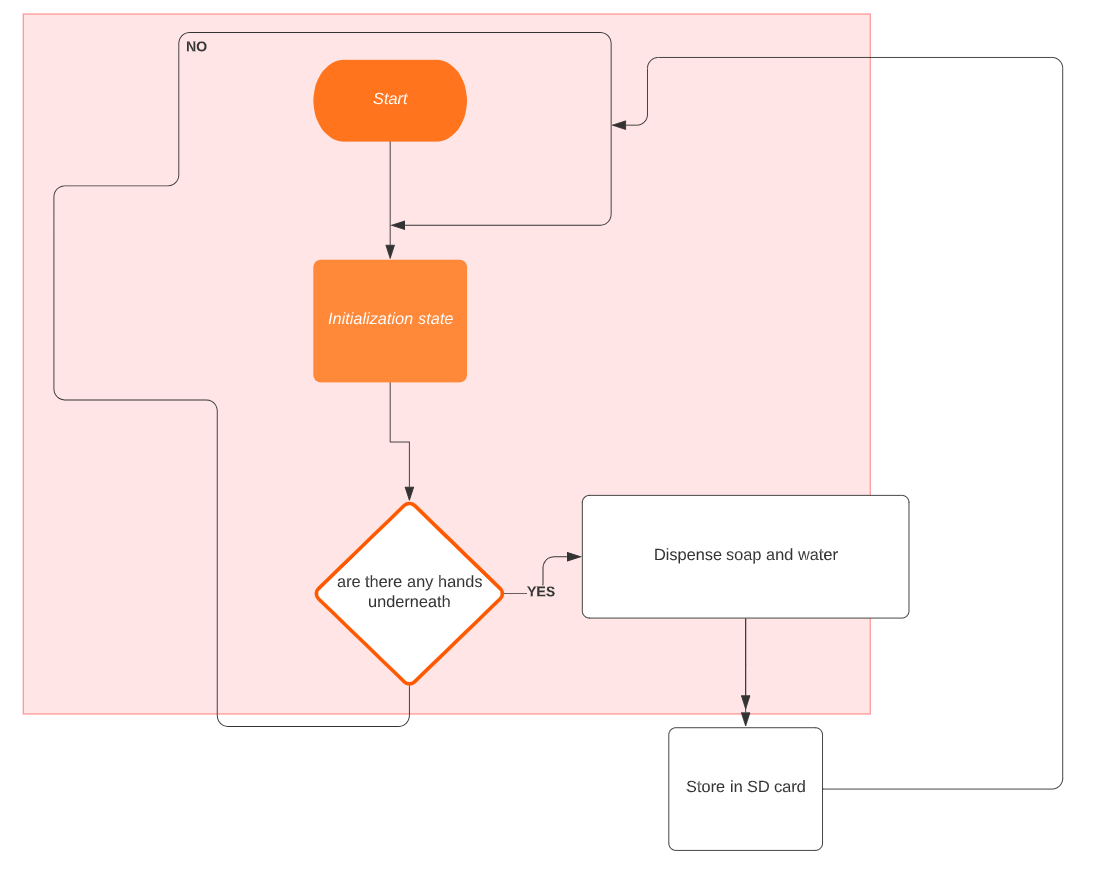 NO
Start
Initialization state
are there any hands
underneath
YES
Dispense soap and water
Store in SD card